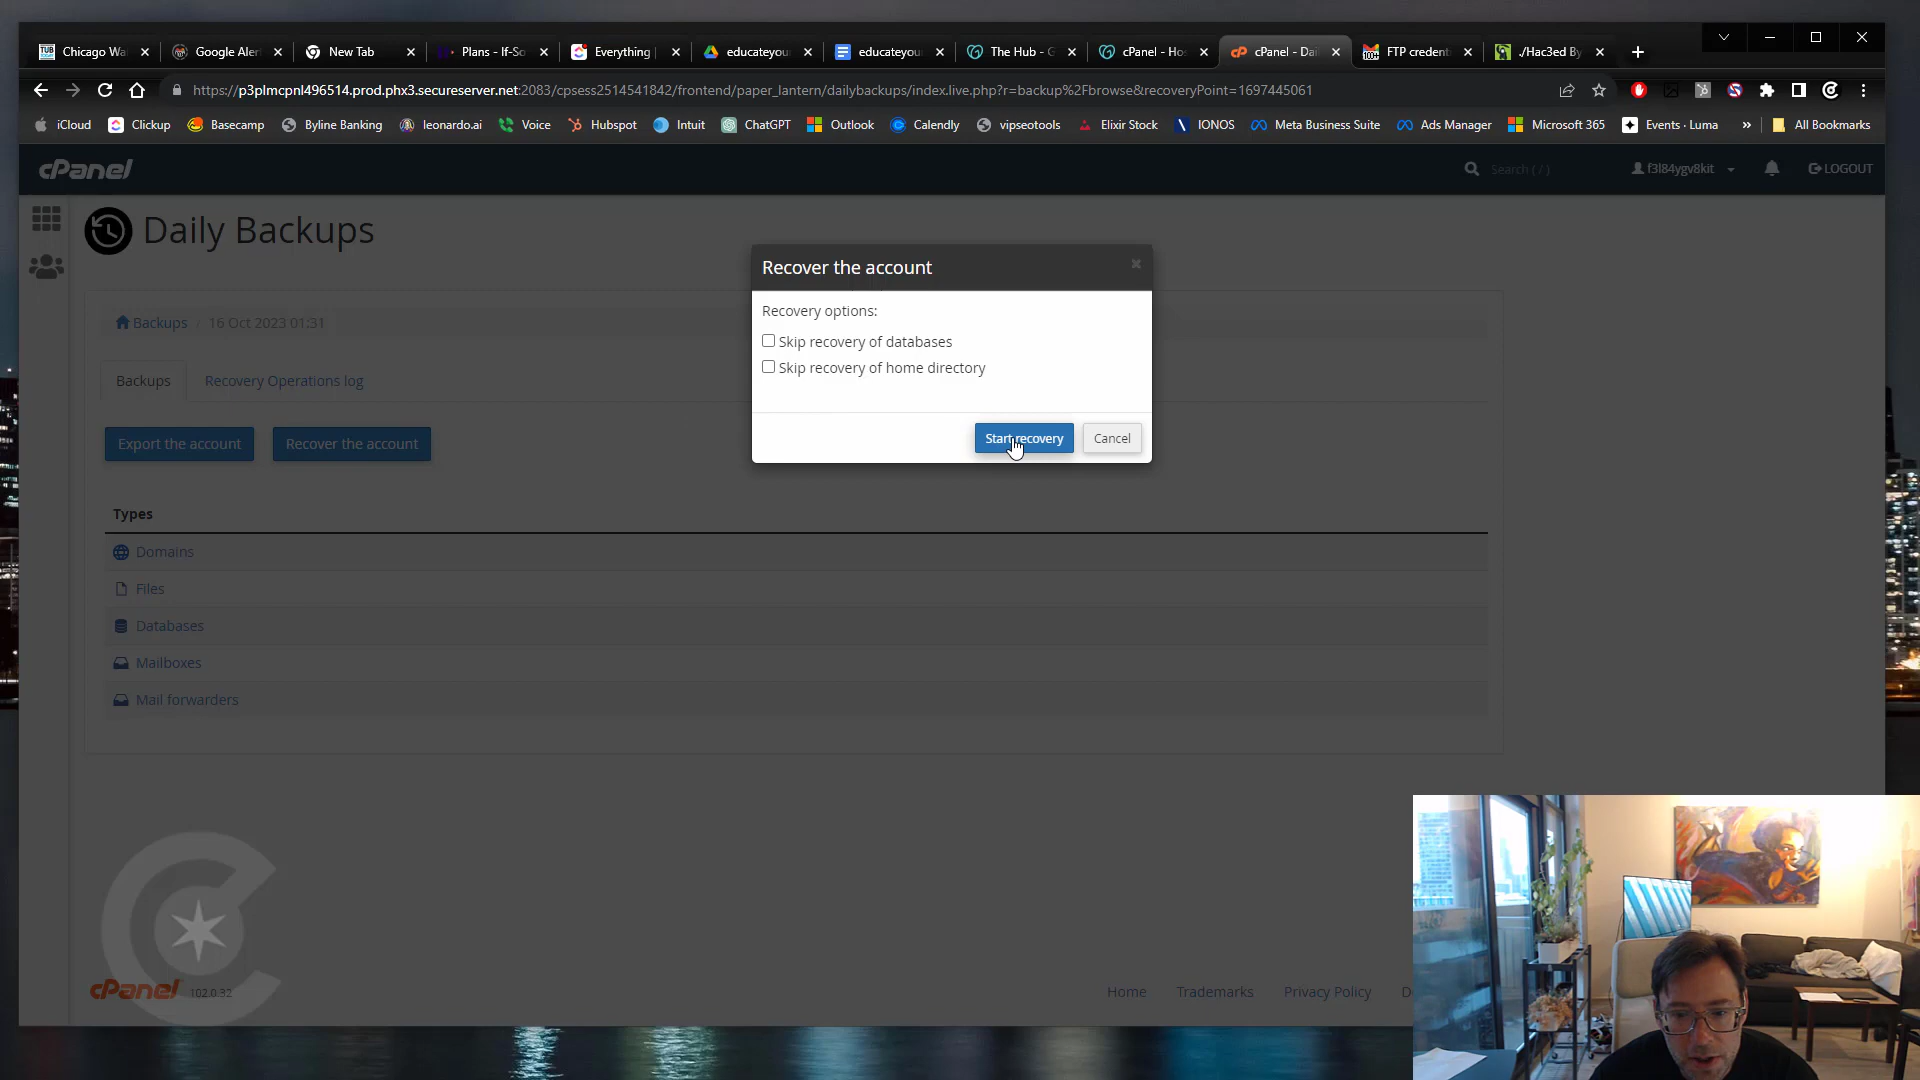 Chicago Wa
Google Aler
New Tab
Plans - If-So
Everything
educateyou
educateyou
The Hub - G
cPanel - Ho
cPanel - Dai
100+
FTP credent
./Hac3ed By
https://p3plmcpnl496514.prod.phx3.secureserver.net:2083/cpsess2514541842/frontend/paper_lantern/dailybackups/index.live.php?r=backup%2Fbrowse&recoveryPoint=1697445061
iCloud
Clickup
Basecamp
Byline Banking
leonardo.ai
Voice
Hubspot
Intuit
ChatGPT
Outlook
Calendly
vipseotools
Elixir Stock
IONOS
Meta Business Suite
Ads Manager
Microsoft 365
Events · Luma
»
All Bookmarks
cPanel
Search ( / )
f3l84ygv8kit
LOGOUT
Daily Backups
Backups / 16 Oct 2023 01:31
Backups
Recovery Operations log
Export the account
Recover the account
Recover the account
Recovery options:
Skip recovery of databases
Skip recovery of home directory
Start recovery
Cancel
Types
Domains
Files
Databases
Mailboxes
Mail forwarders
cPanel
102.0.32
Home
Trademarks
Privacy Policy
D